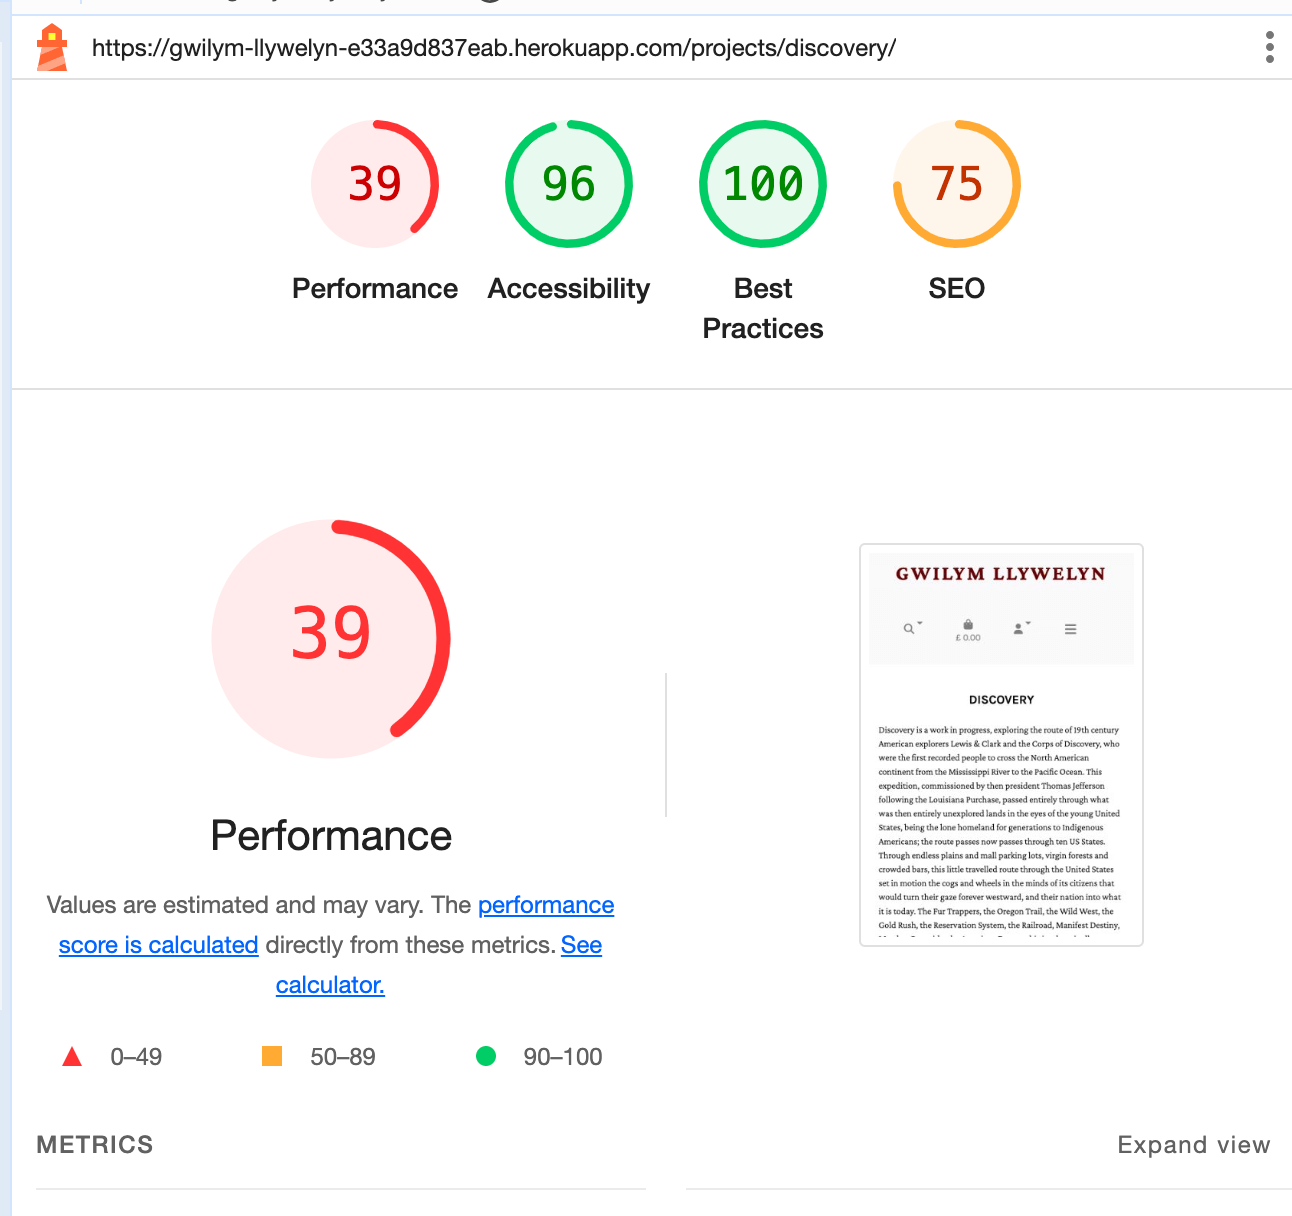 https://gwilym-llywelyn-e33a9d837eab.herokuapp.com/projects/discovery/
39
96
100
75
Performance
Accessibility
Best
Practices
SEO
39
Performance
Values are estimated and may vary. The performance
score is calculated directly from these metrics. See
calculator.
0–49
50–89
90–100
GWILYM LLYWELYN
£ 0.00
DISCOVERY
Discovery is a work in progress, exploring the route of 19th century
American explorers Lewis & Clark and the Corps of Discovery, who
were the first recorded people to cross the North American
continent from the Mississippi River to the Pacific Ocean. This
expedition, commissioned by then president Thomas Jefferson
following the Louisiana Purchase, passed entirely through what
was then entirely unexplored lands in the eyes of the young United
States, being the lone homeland for generations to Indigenous
Americans; the route passes now passes through ten US States.
Through endless plains and mall parking lots, virgin forests and
crowded bars, this little travelled route through the United States
set in motion the cogs and wheels in the minds of its citizens that
would turn their gaze forever westward, and their nation into what
it is today. The Fur Trappers, the Oregon Trail, the Wild West, the
Gold Rush, the Reservation System, the Railroad, Manifest Destiny,
METRICS
Expand view